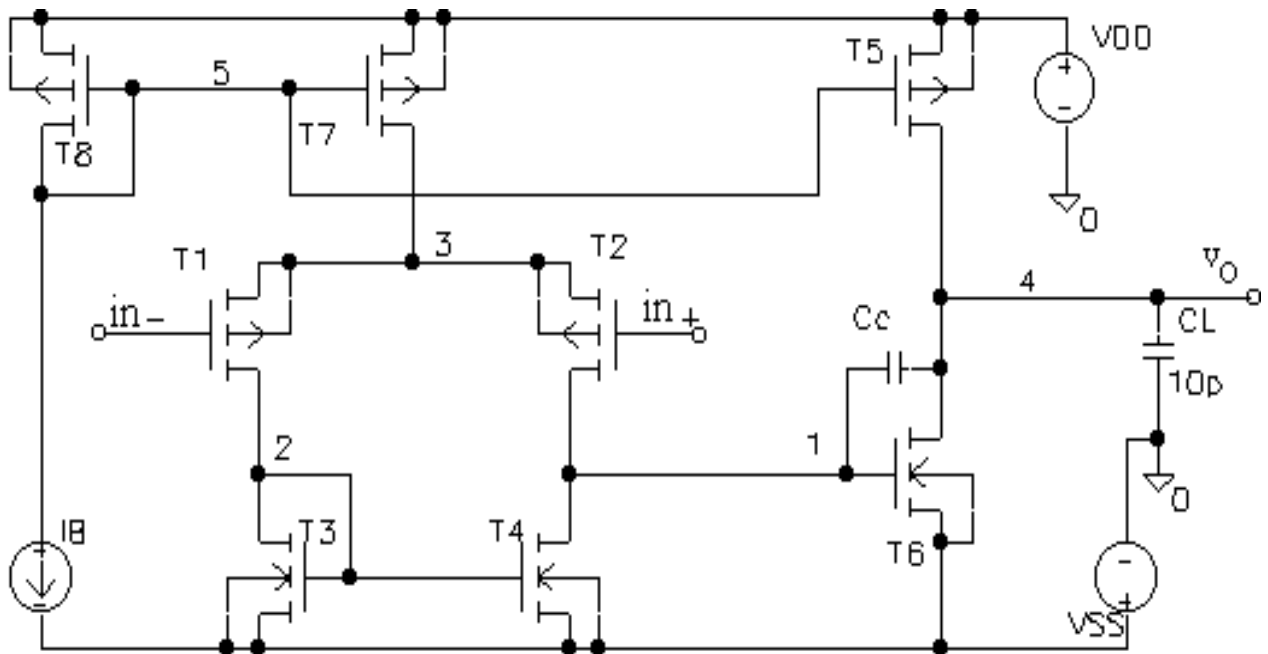 VDD
+
-
T5
5
T7
T8
0
T1
3
T2
vO
4
in-
in+
Cc
CL
10p
2
1
0
IB
+
-
T3
T4
T6
-
+
VSS